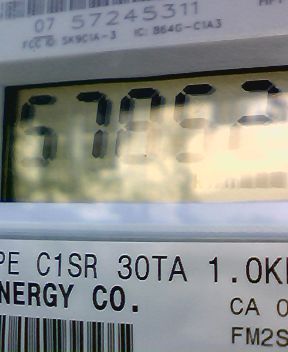 07 57245311
FCC ID SK9C1A-3 IC: 864G-C1A3
67852
PE C1SR 30TA 1.0K
NERGY CO.
CA 0
FM2S